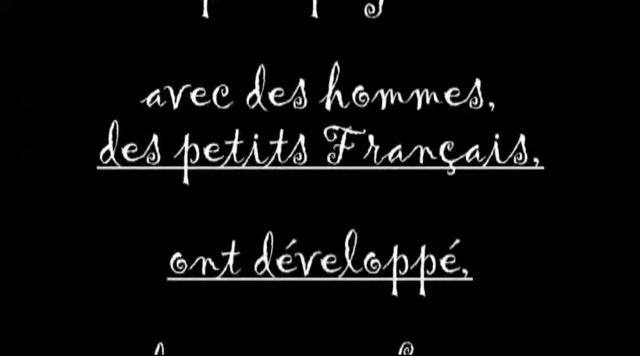 avec des hommes,
des petits Français,
ont développé,